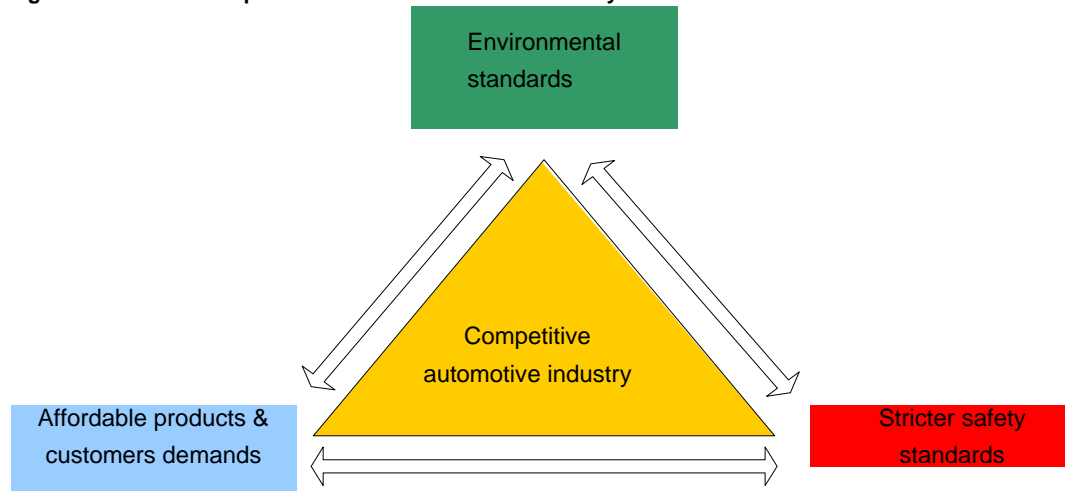 Environmental
standards
Competitive
automotive industry
Affordable products &
customers demands
Stricter safety
standards